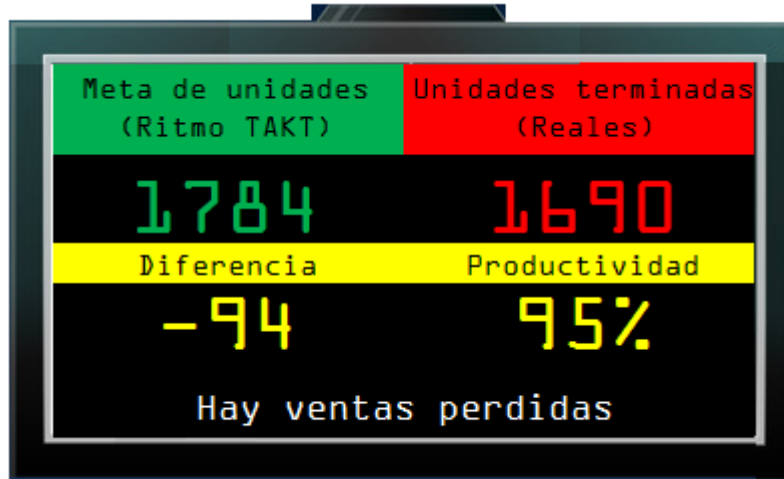 Meta de unidades
(Ritmo TAKT)
Unidades terminadas
(Reales)
1784
1690
Diferencia
Productividad
-94
95%
Hay ventas perdidas